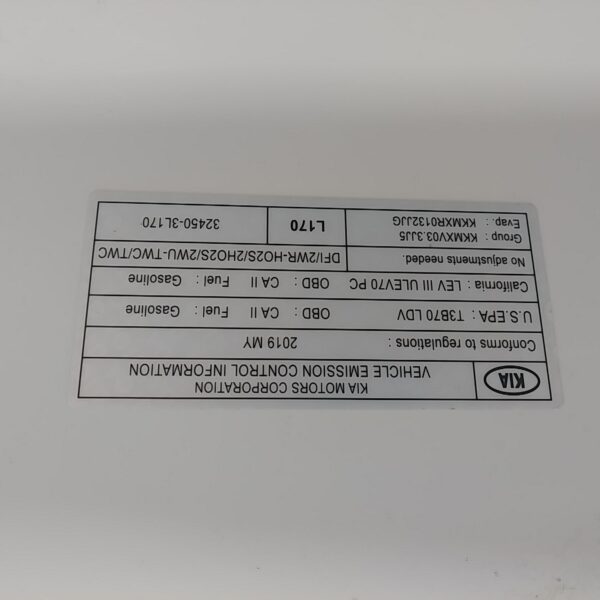 KIA
KIA MOTORS CORPORATION
VEHICLE EMISSION CONTROL INFORMATION
Conforms to regulations : 2019 MY
U.S.EPA : T3B70 LDV OBD : CA II Fuel : Gasoline
California : LEV III ULEV70 PC OBD : CA II Fuel : Gasoline
No adjustments needed. DFI/2WR-HO2S/2HO2S/2WU-TWC/TWC
Group : KKMXV03.3JJ5
Evap. : KKMXR0132JJG
L170
32450-3L170